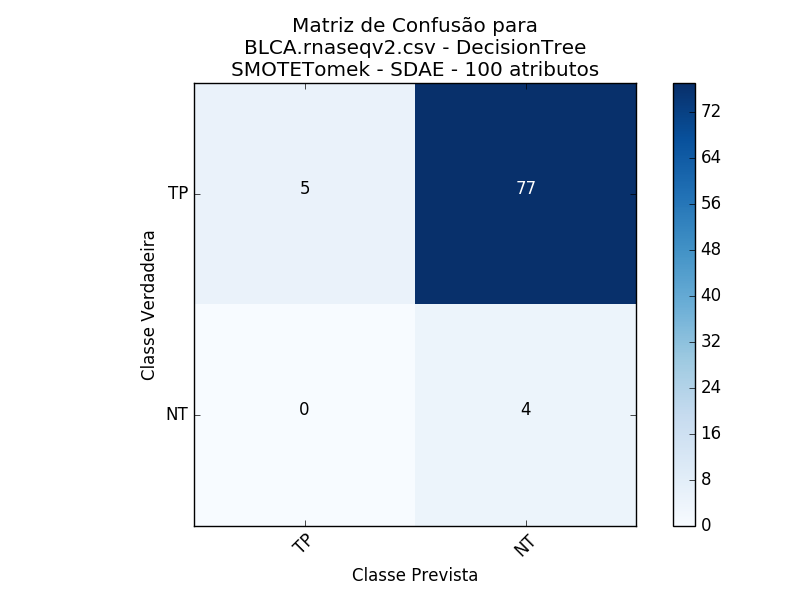 Matriz de Confusão para
BLCA.rnaseqv2.csv - DecisionTree
SMOTETomek - SDAE - 100 atributos
TP
NT
Classe Verdadeira
5
77
0
4
TP
NT
Classe Prevista
72
64
56
48
40
32
24
16
8
0